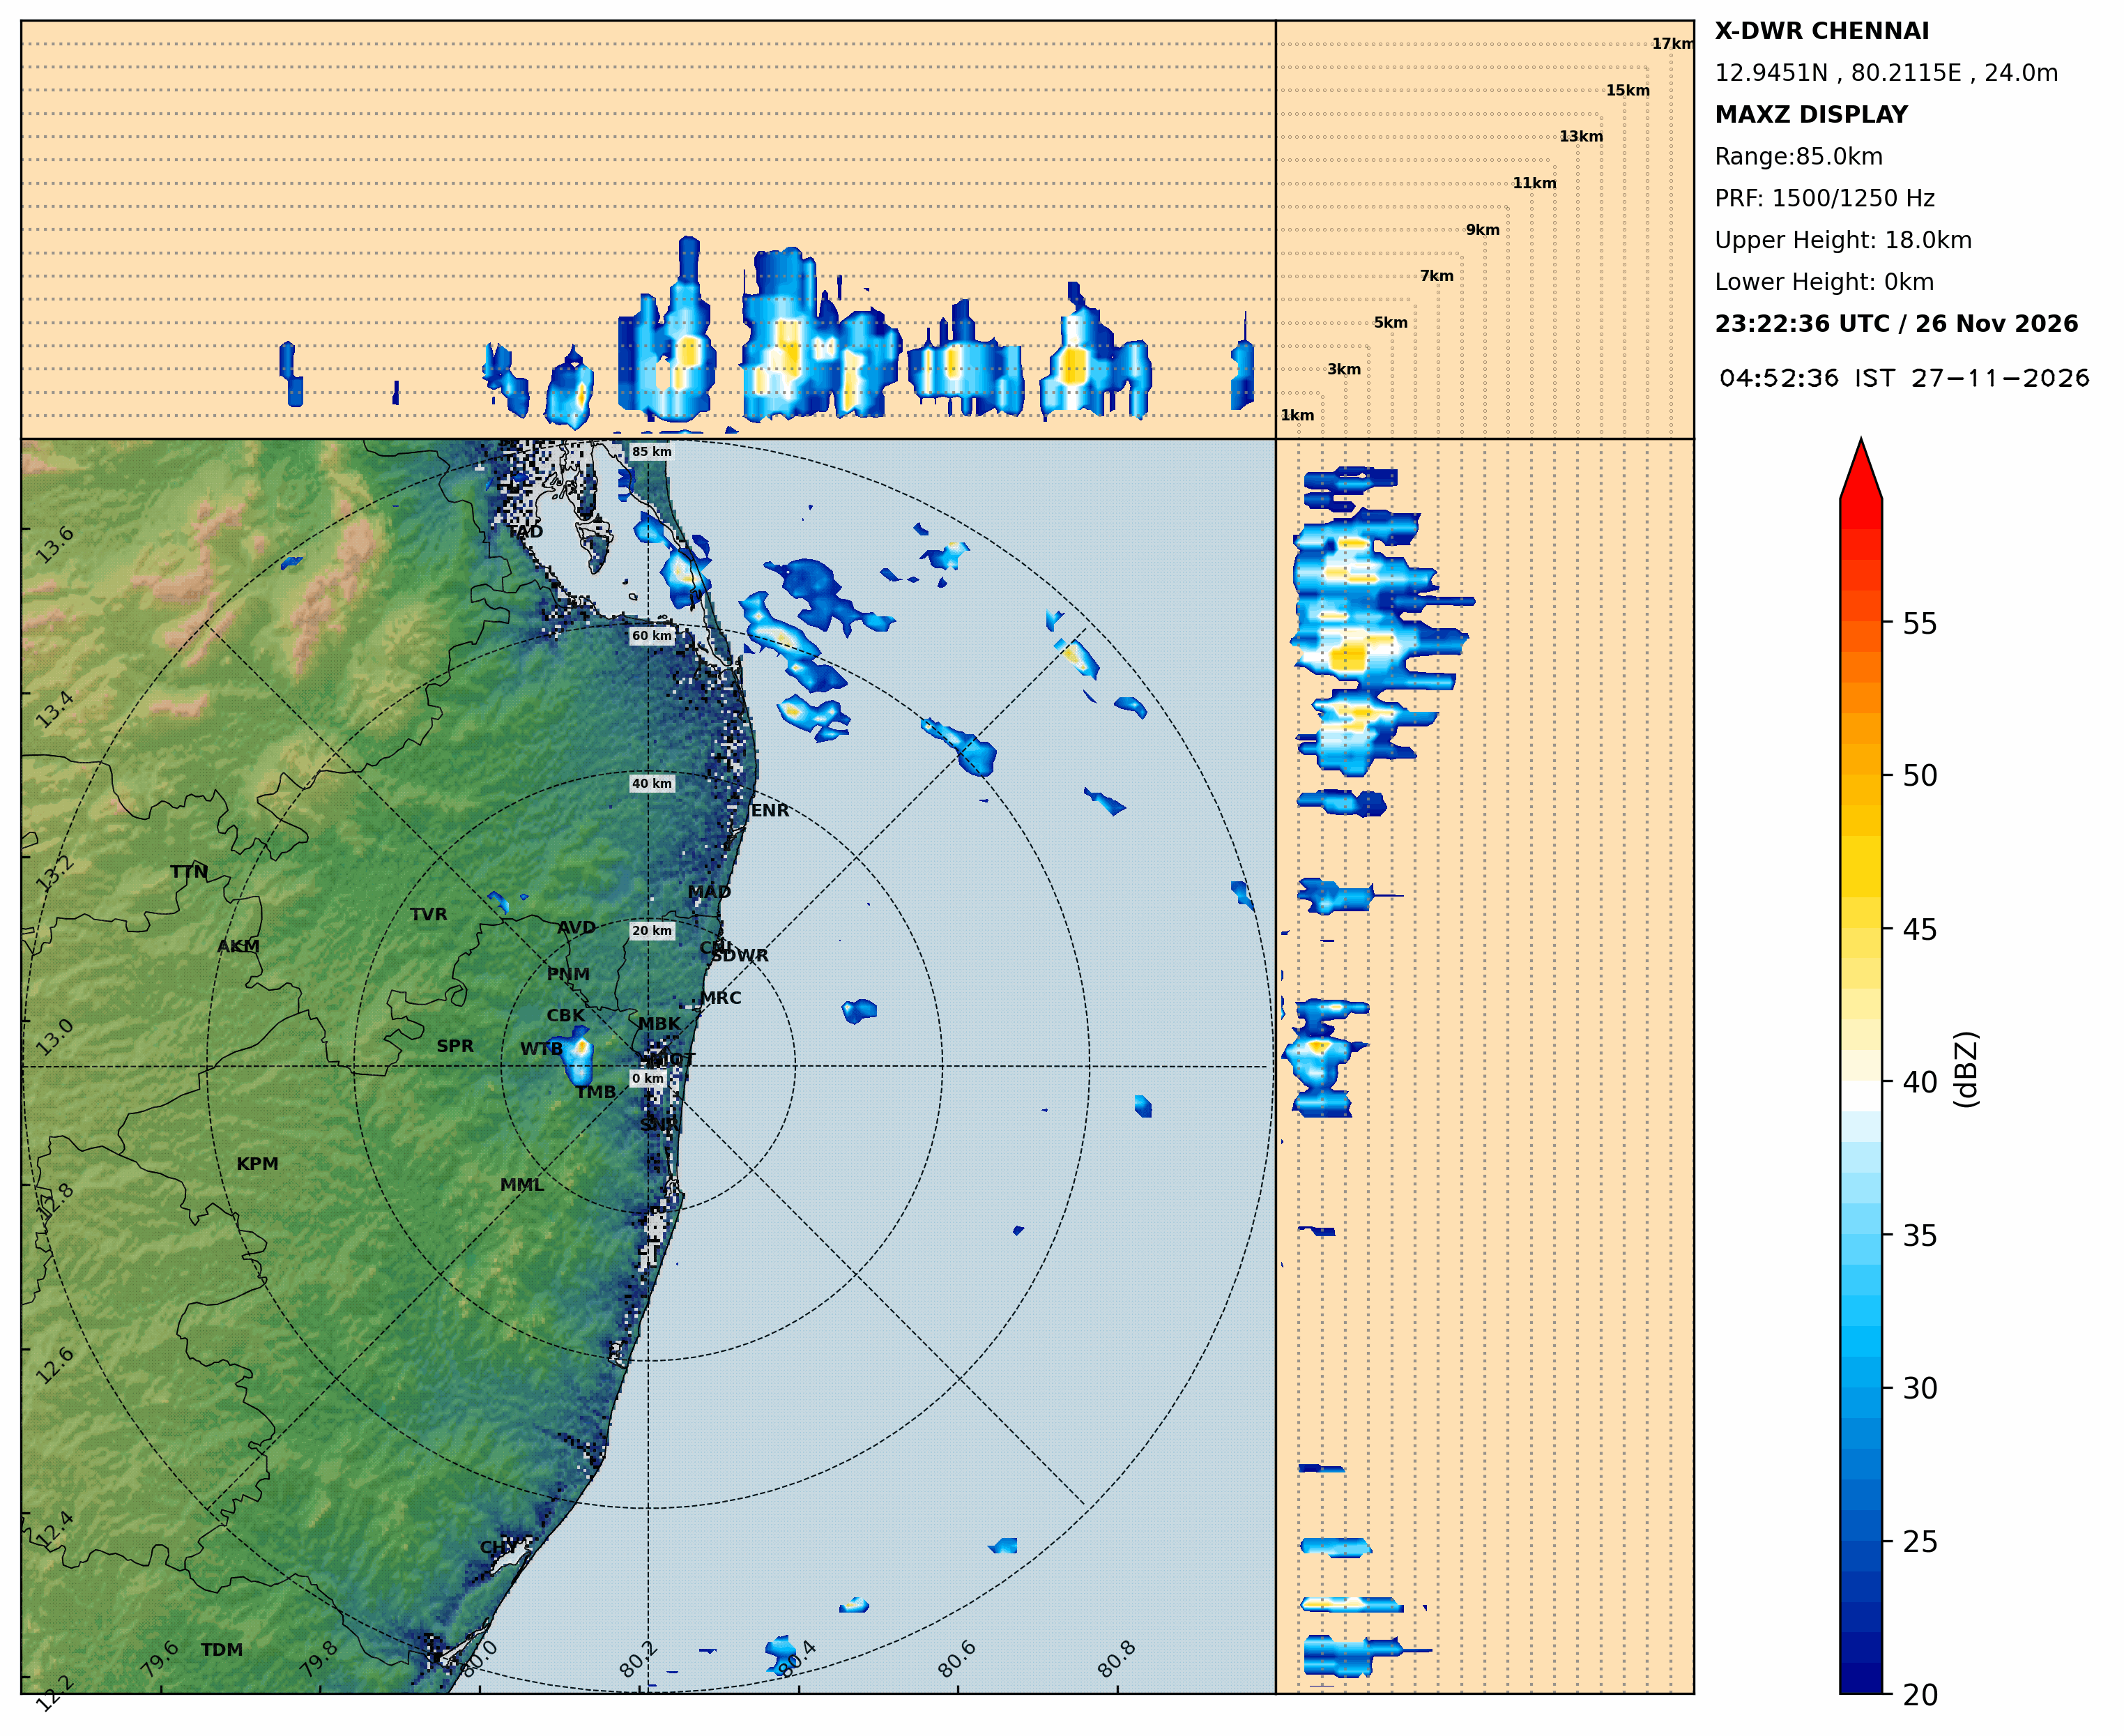 17km
15km
13km
11km
9km
7km
5km
3km
1km
X-DWR CHENNAI
12.9451N , 80.2115E , 24.0m
MAXZ DISPLAY
Range:85.0km
PRF: 1500/1250 Hz
Upper Height: 18.0km
Lower Height: 0km
23:22:36 UTC / 26 Nov 2026
04:52:36 IST 27-11-2026
85 km
TAD
13.6
60 km
13.4
40 km
ENR
13.2
TTN
MAD
TVR
AVD
20 km
AKM
CNI
SDWR
PNM
MRC
CBK
MBK
13.0
SPR
WTB
MIOT
0 km
TMB
SNR
KPM
MML
12.8
12.6
12.4
CHY
TDM
12.2
79.6
79.8
80.0
80.2
80.4
80.6
80.8
55
50
45
40
35
30
25
20
(dBZ)